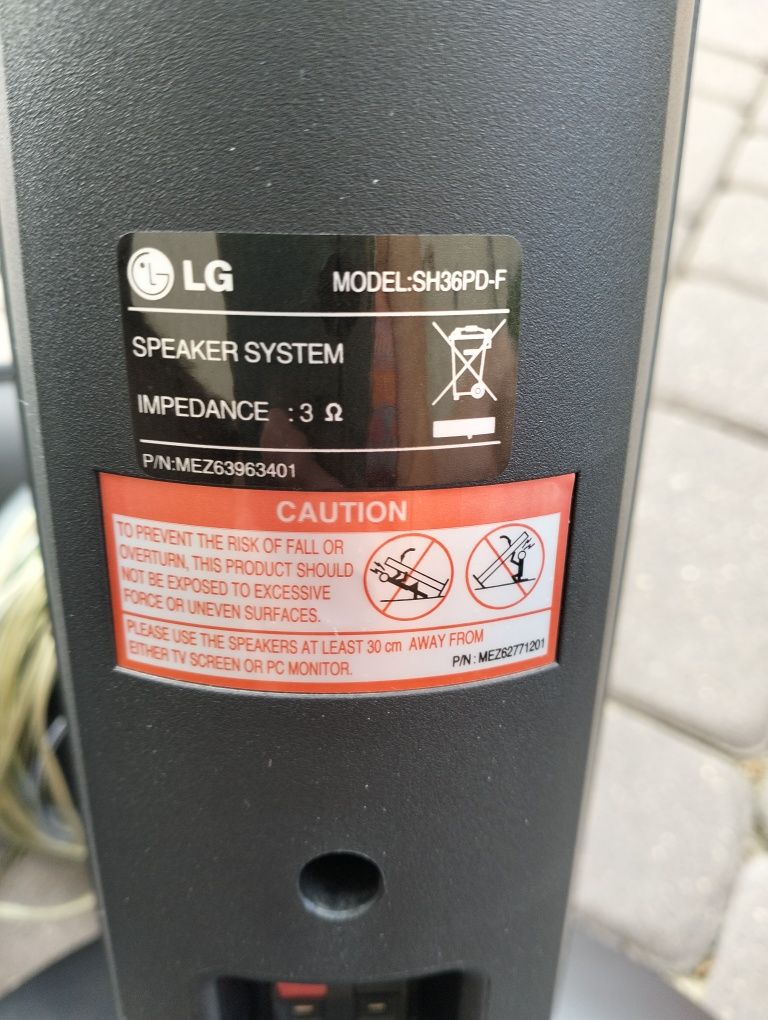 LG MODEL:SH36PD-F
SPEAKER SYSTEM
IMPEDANCE : 3 Ω
P/N:MEZ63963401
CAUTION
TO PREVENT THE RISK OF FALL OR
OVERTURN, THIS PRODUCT SHOULD
NOT BE EXPOSED TO EXCESSIVE
FORCE OR UNEVEN SURFACES.
PLEASE USE THE SPEAKERS AT LEAST 30 cm AWAY FROM
EITHER TV SCREEN OR PC MONITOR.
P/N : MEZ62771201